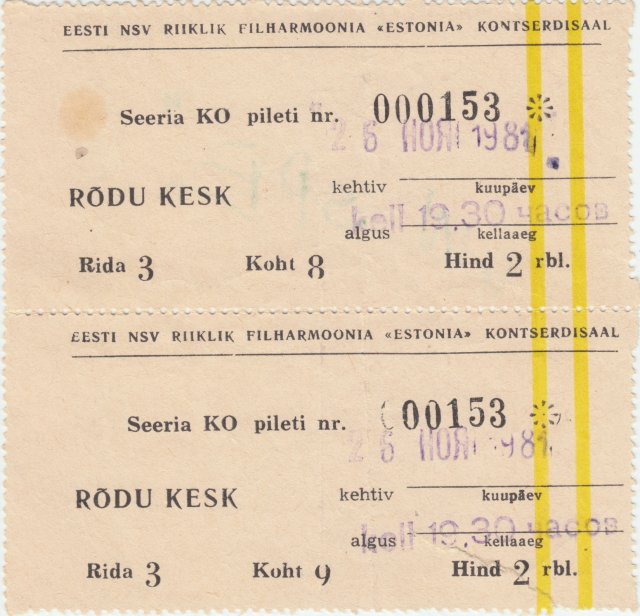 EESTI NSV RIIKLIK FILHARMOONIA «ESTONIA» KONTSERDISAAL
Seeria KO pileti nr. 000153
26 НОЯ 1981
RÕDU KESK kehtiv
kuupäev
kell 19.30 часов
algus kellaaeg
Rida 3 Koht 8 Hind 2 rbl.
EESTI NSV RIIKLIK FILHARMOONIA «ESTONIA» KONTSERDISAAL
Seeria KO pileti nr. 000153
26 НОЯ 1981
RÕDU KESK kehtiv
kuupäev
kell 19.30 часов
algus kellaaeg
Rida 3 Koht 9 Hind 2 rbl.